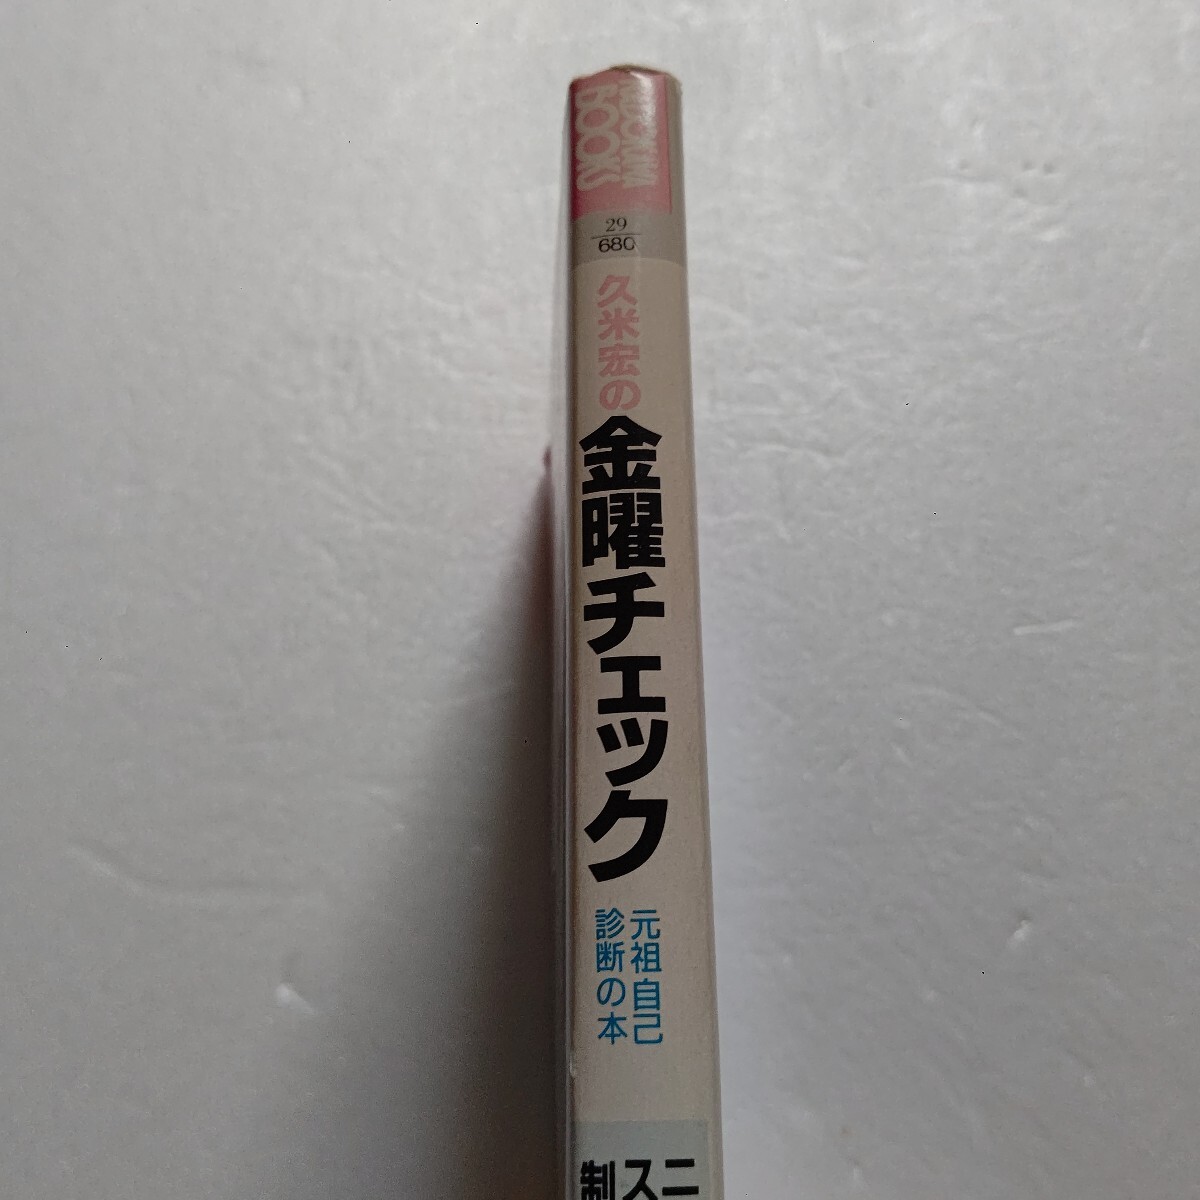 KADOKAWA
BOOKS
29
680
久米宏の
金曜チェック
元祖自己
診断の本
ニ
ス
制